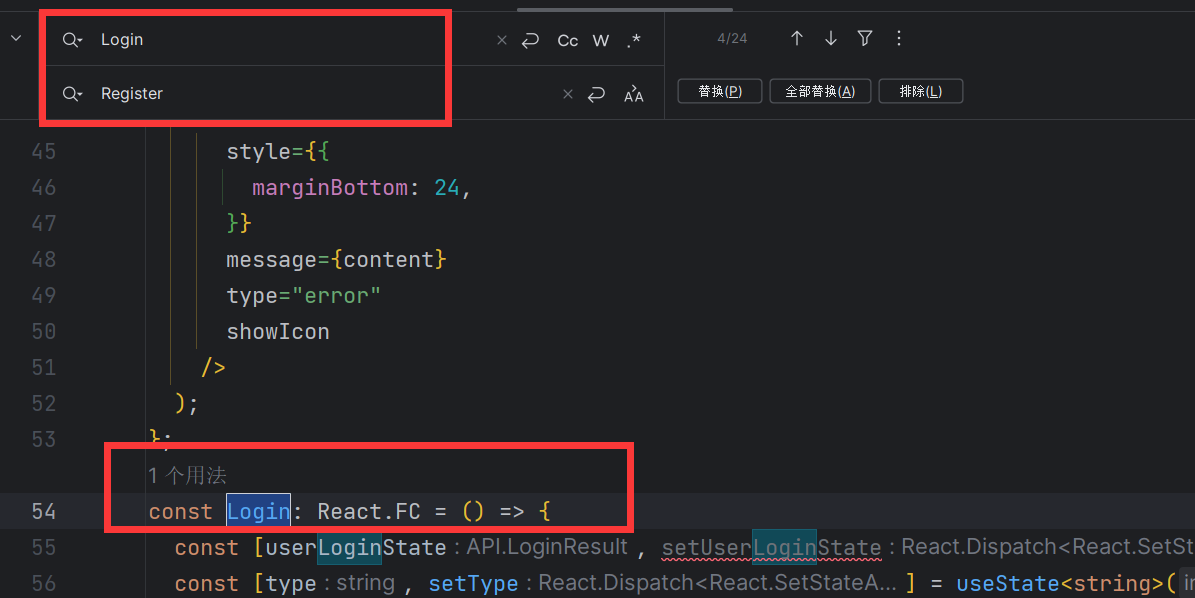 Login
Cc W .*
4/24
Register
替换(P) 全部替换(A) 排除(L)
45 style={{
46 marginBottom: 24,
47 }}
48 message={content}
49 type="error"
50 showIcon
51 />
52 );
53 };
1 个用法
54 const Login: React.FC = () => {
55 const [userLoginState : API.LoginResult , setUserLoginState : React.Dispatch<React.SetSt
56 const [type : string , setType : React.Dispatch<React.SetStateA... ] = useState<string>(